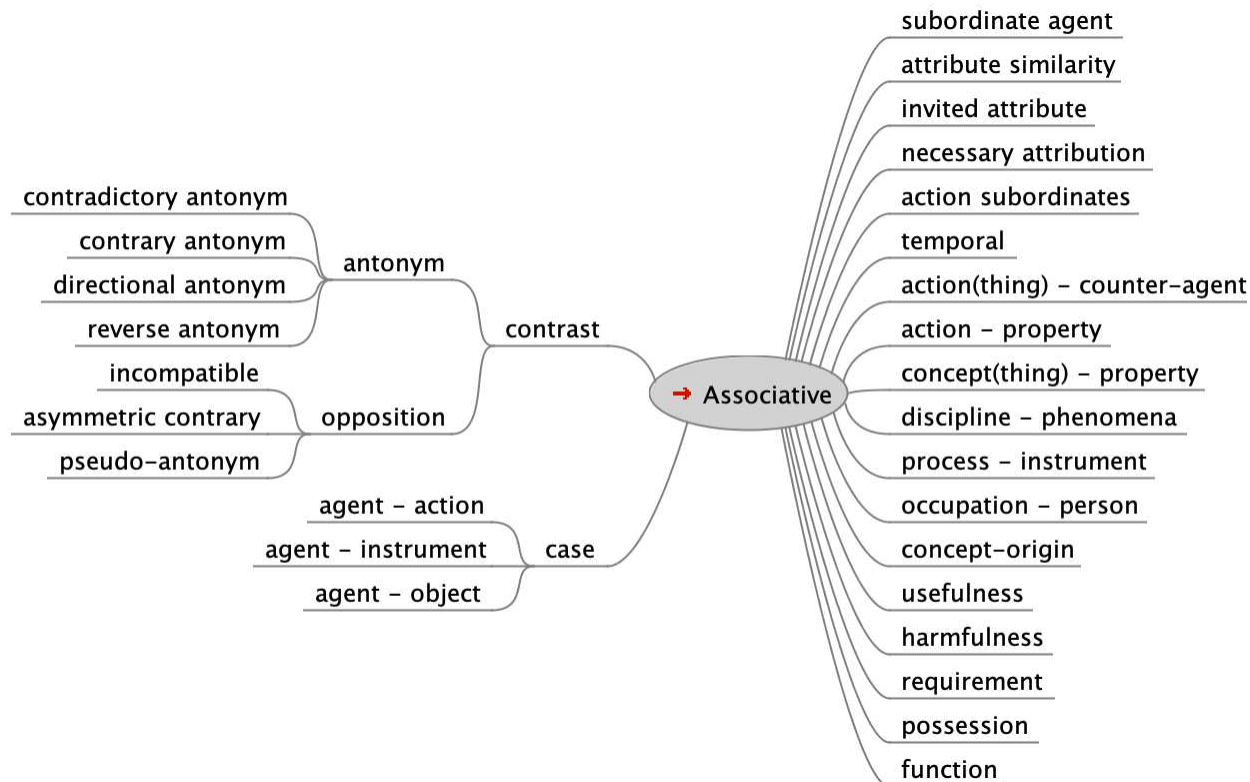 subordinate agent
attribute similarity
invited attribute
necessary attribution
contradictory antonym
action subordinates
contrary antonym
temporal
antonym
directional antonym
action(thing) – counter-agent
reverse antonym
contrast
action – property
incompatible
concept(thing) – property
→ Associative
asymmetric contrary
opposition
discipline – phenomena
pseudo-antonym
process – instrument
agent – action
occupation – person
agent – instrument
case
concept-origin
agent – object
usefulness
harmfulness
requirement
possession
function